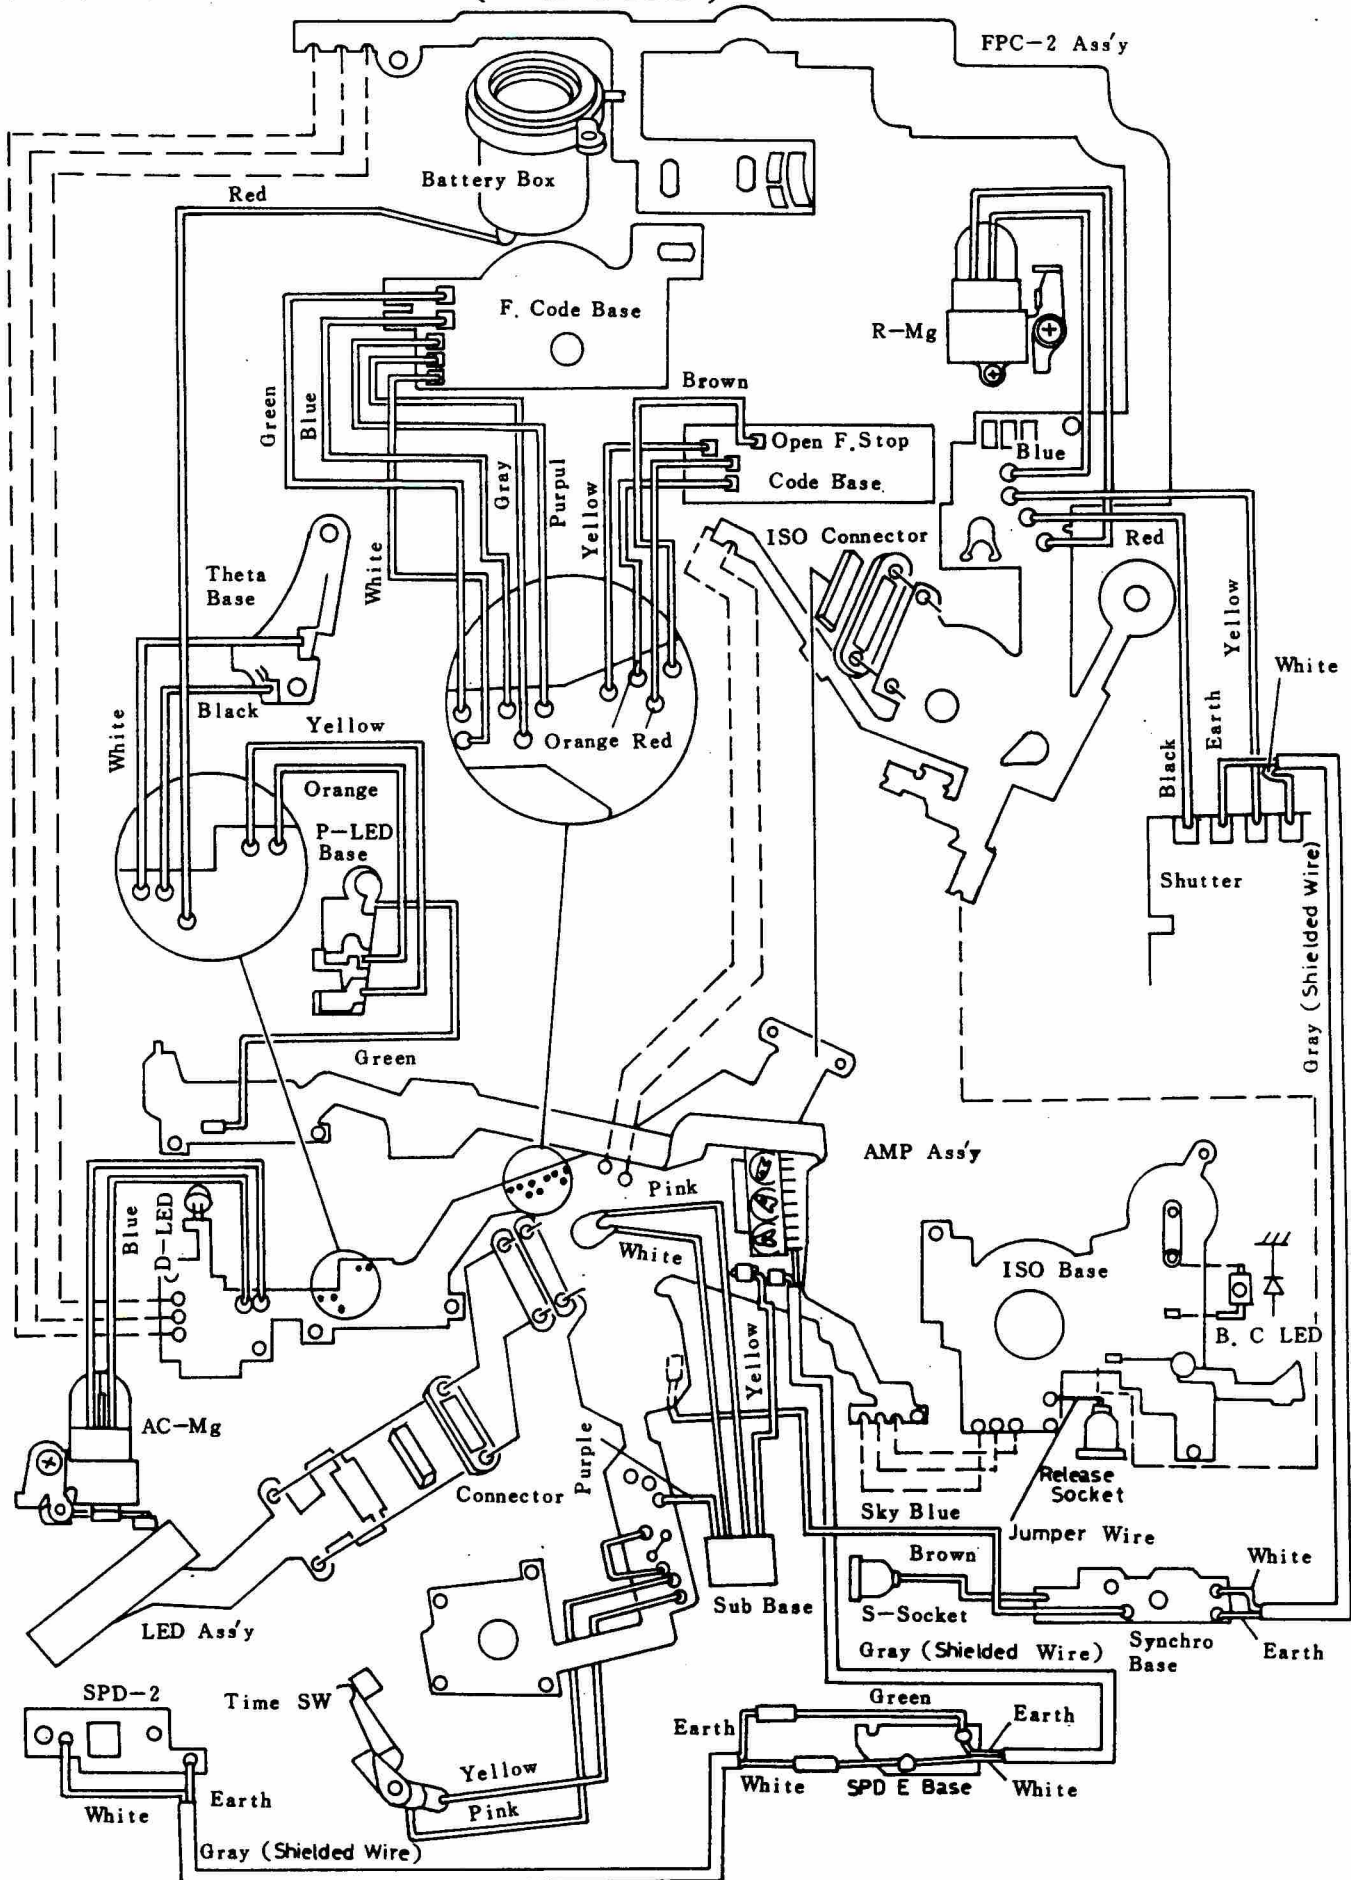 FPC-2 Ass'y
Battery Box
Red
R-Mg
F. Code Base
Brown
Green
Blue
Open F. Stop
Blue
Gray
Purpul
Yellow
Code Base
ISO Connector
Red
White
Theta
Base
Yellow
White
Black
Earth
White
Yellow
Orange Red
Black
Orange
P-LED
Base
Shutter
Gray (Shielded Wire)
Green
AMP Ass'y
Pink
D-LED
Blue
White
ISO Base
B. C LED
Yellow
AC-Mg
Purple
Connector
Release
Socket
Sky Blue
Jumper Wire
Brown
White
Sub Base
S-Socket
LED Ass'y
Gray (Shielded Wire)
Synchro
Base
Earth
SPD-2
Time SW
Green
Earth
Earth
Yellow
White
SPD E Base
White
White
Earth
Pink
Gray (Shielded Wire)